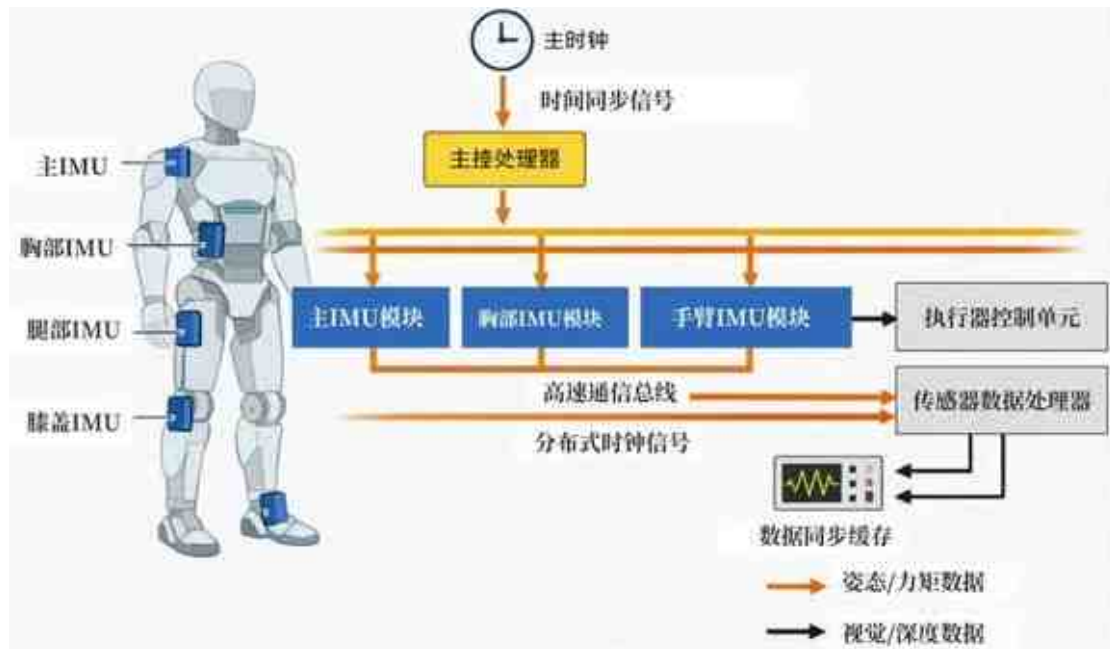 主时钟
时间同步信号
主控处理器
主IMU
胸部IMU
腿部IMU
膝盖IMU
主IMU模块
胸部IMU模块
手臂IMU模块
执行器控制单元
高速通信总线
传感器数据处理器
分布式时钟信号
数据同步缓存
姿态/力矩数据
视觉/深度数据